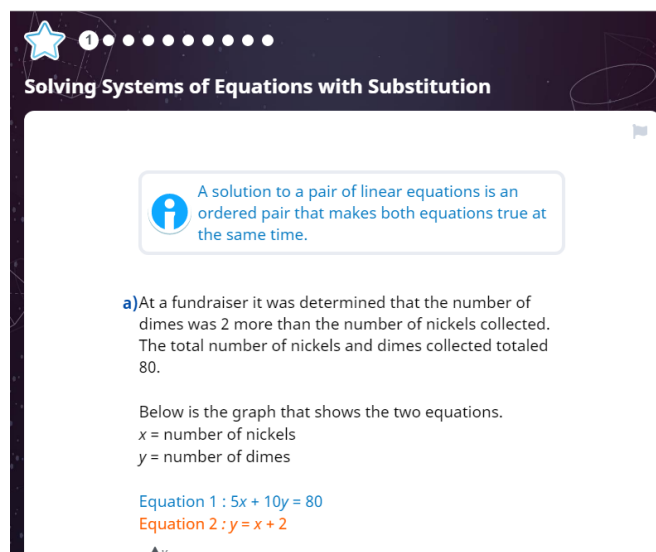 1
Solving Systems of Equations with Substitution
A solution to a pair of linear equations is an
ordered pair that makes both equations true at
the same time.
a)At a fundraiser it was determined that the number of
dimes was 2 more than the number of nickels collected.
The total number of nickels and dimes collected totaled
80.
Below is the graph that shows the two equations.
x = number of nickels
y = number of dimes
Equation 1 : 5x + 10y = 80
Equation 2 : y = x + 2